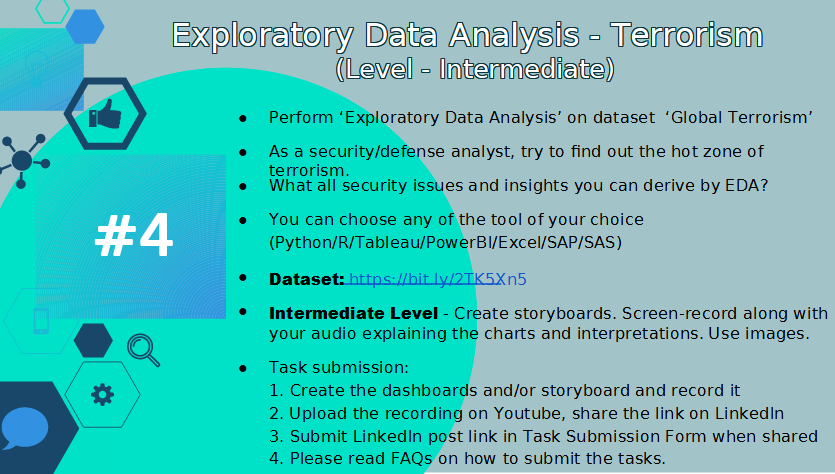 Exploratory Data Analysis - Terrorism
(Level - Intermediate)
● Perform ‘Exploratory Data Analysis’ on dataset ‘Global Terrorism’
● As a security/defense analyst, try to find out the hot zone of
terrorism.
● What all security issues and insights you can derive by EDA?
#4
● You can choose any of the tool of your choice
(Python/R/Tableau/PowerBI/Excel/SAP/SAS)
● Dataset: https://bit.ly/2TK5Xn5
● Intermediate Level - Create storyboards. Screen-record along with
your audio explaining the charts and interpretations. Use images.
● Task submission:
1. Create the dashboards and/or storyboard and record it
2. Upload the recording on Youtube, share the link on LinkedIn
3. Submit LinkedIn post link in Task Submission Form when shared
4. Please read FAQs on how to submit the tasks.